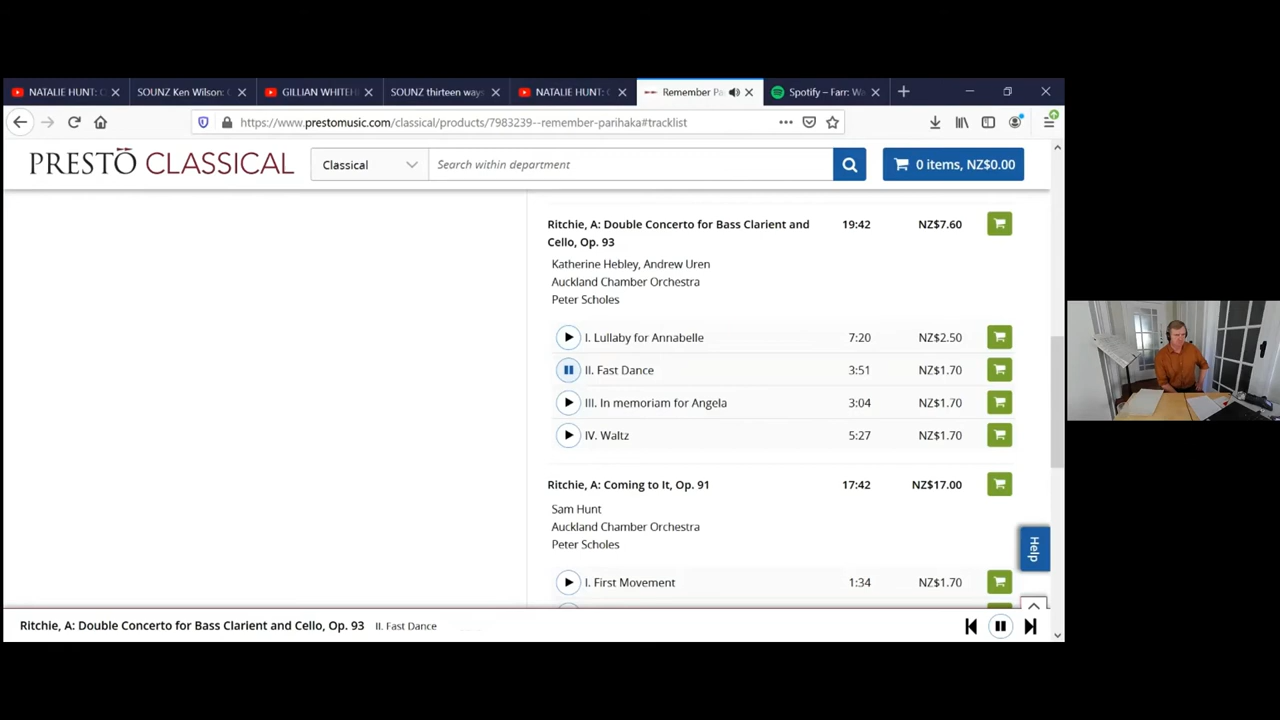 NATALIE HUNT: C
SOUNZ Ken Wilson: C
GILLIAN WHITEH
SOUNZ thirteen ways
NATALIE HUNT: C
Remember Pa
Spotify – Farr: Wa
https://www.prestomusic.com/classical/products/7983239--remember-parihaka#tracklist
PRESTO CLASSICAL
Classical
Search within department
0 items, NZ$0.00
Ritchie, A: Double Concerto for Bass Clarient and 19:42 NZ$7.60
Cello, Op. 93
Katherine Hebley, Andrew Uren
Auckland Chamber Orchestra
Peter Scholes
I. Lullaby for Annabelle 7:20 NZ$2.50
II. Fast Dance 3:51 NZ$1.70
III. In memoriam for Angela 3:04 NZ$1.70
IV. Waltz 5:27 NZ$1.70
Ritchie, A: Coming to It, Op. 91 17:42 NZ$17.00
Sam Hunt
Auckland Chamber Orchestra
Peter Scholes
Help
I. First Movement 1:34 NZ$1.70
Ritchie, A: Double Concerto for Bass Clarient and Cello, Op. 93 II. Fast Dance